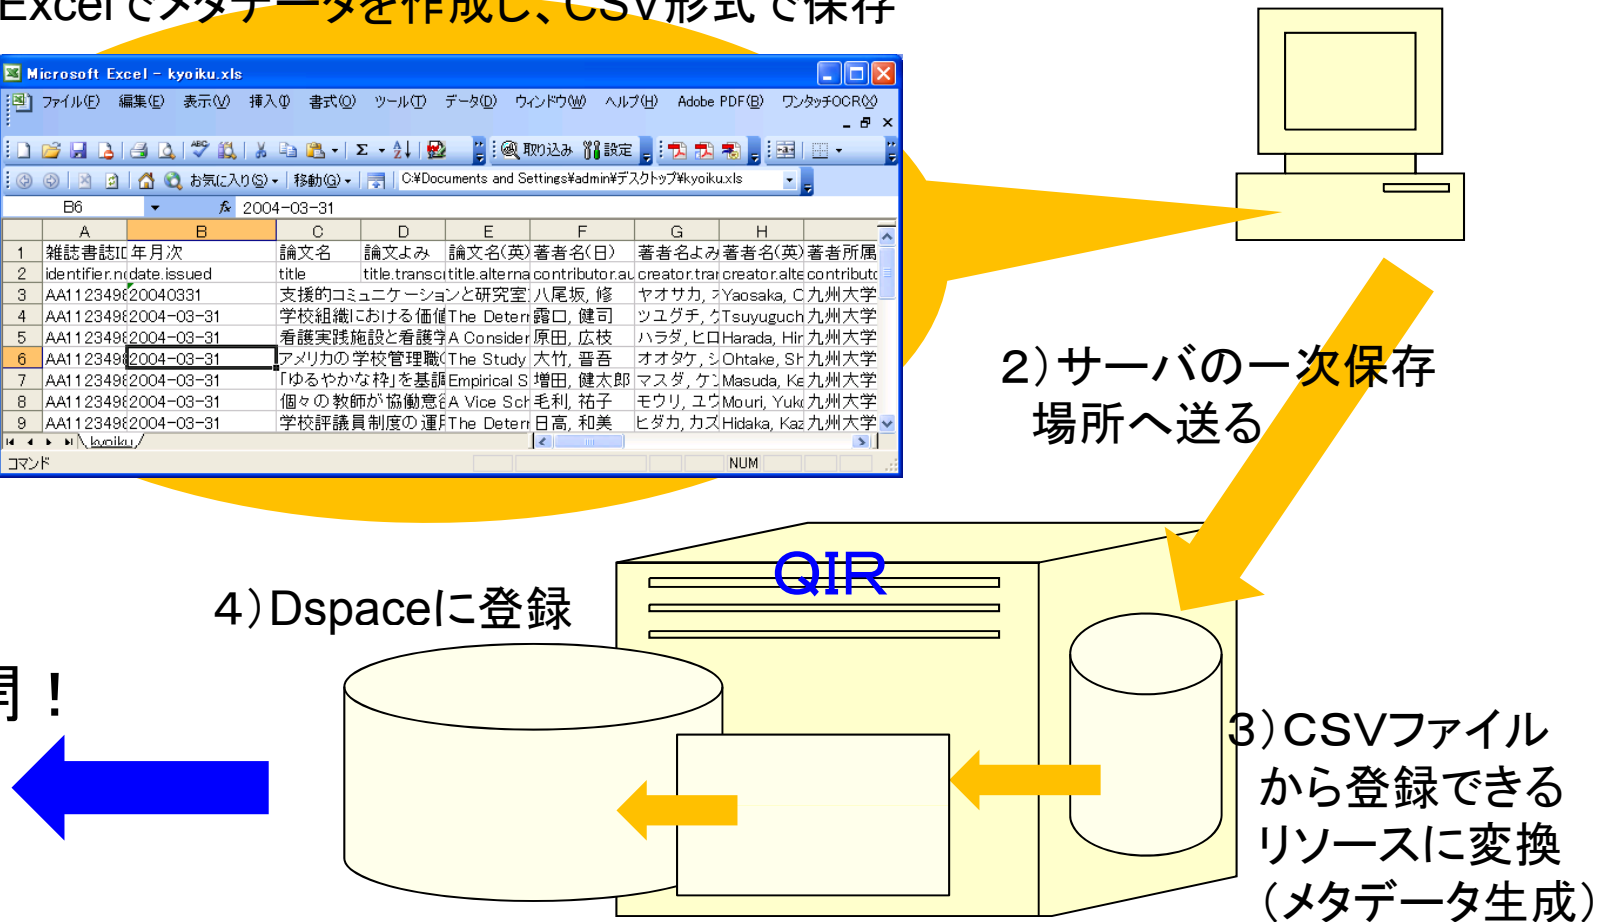 Excelでメタデータを作成し、CSV形式で保存
Microsoft Excel - kyoiku.xls
ファイル(F) 編集(E) 表示(V) 挿入(I) 書式(O) ツール(T) データ(D) ウィンドウ(W) ヘルプ(H) Adobe PDF(B) ワンタッチOCR(X)
取り込み 設定
お気に入り(S) 移動(G) C:¥Documents and Settings¥admin¥デスクトップ¥kyoiku.xls
B6 fx 2004-03-31
A B C D E F G H
1 雑誌書誌ID 年月次 論文名 論文よみ 論文名(英) 著者名(日) 著者名よみ 著者名(英) 著者所属
2 identifier.n date.issued title title.transc title.alterna contributor.au creator.tran creator.alte contributo
3 AA1123498 20040331 支援的コミュニケーションと研究室 八尾坂, 修 ヤオサカ, Yaosaka, O 九州大学
4 AA1123498 2004-03-31 学校組織における価値 The Deterr 露口, 健司 ツユグチ, ケ Tsuyuguch 九州大学
5 AA1123498 2004-03-31 看護実践施設と看護学 A Consider 原田, 広枝 ハラダ, ヒロ Harada, Hir 九州大学
6 AA1123498 2004-03-31 アメリカの学校管理職 The Study 大竹, 晋吾 オオタケ, シ Ohtake, Sh 九州大学
7 AA1123498 2004-03-31 「ゆるやかな枠」を基調 Empirical S 増田, 健太郎 マスダ, ケン Masuda, Ke 九州大学
8 AA1123498 2004-03-31 個々の教師が協働意 A Vice Sch 毛利, 祐子 モウリ, ユウ Mouri, Yuk 九州大学
9 AA1123498 2004-03-31 学校評議員制度の運用 The Deterr 日高, 和美 ヒダカ, カズ Hidaka, Kaz 九州大学
kyoiku
コマンド NUM
２）サーバの一次保存
場所へ送る
QIR
４）Dspaceに登録
開！
３）CSVファイル
から登録できる
リソースに変換
（メタデータ生成）